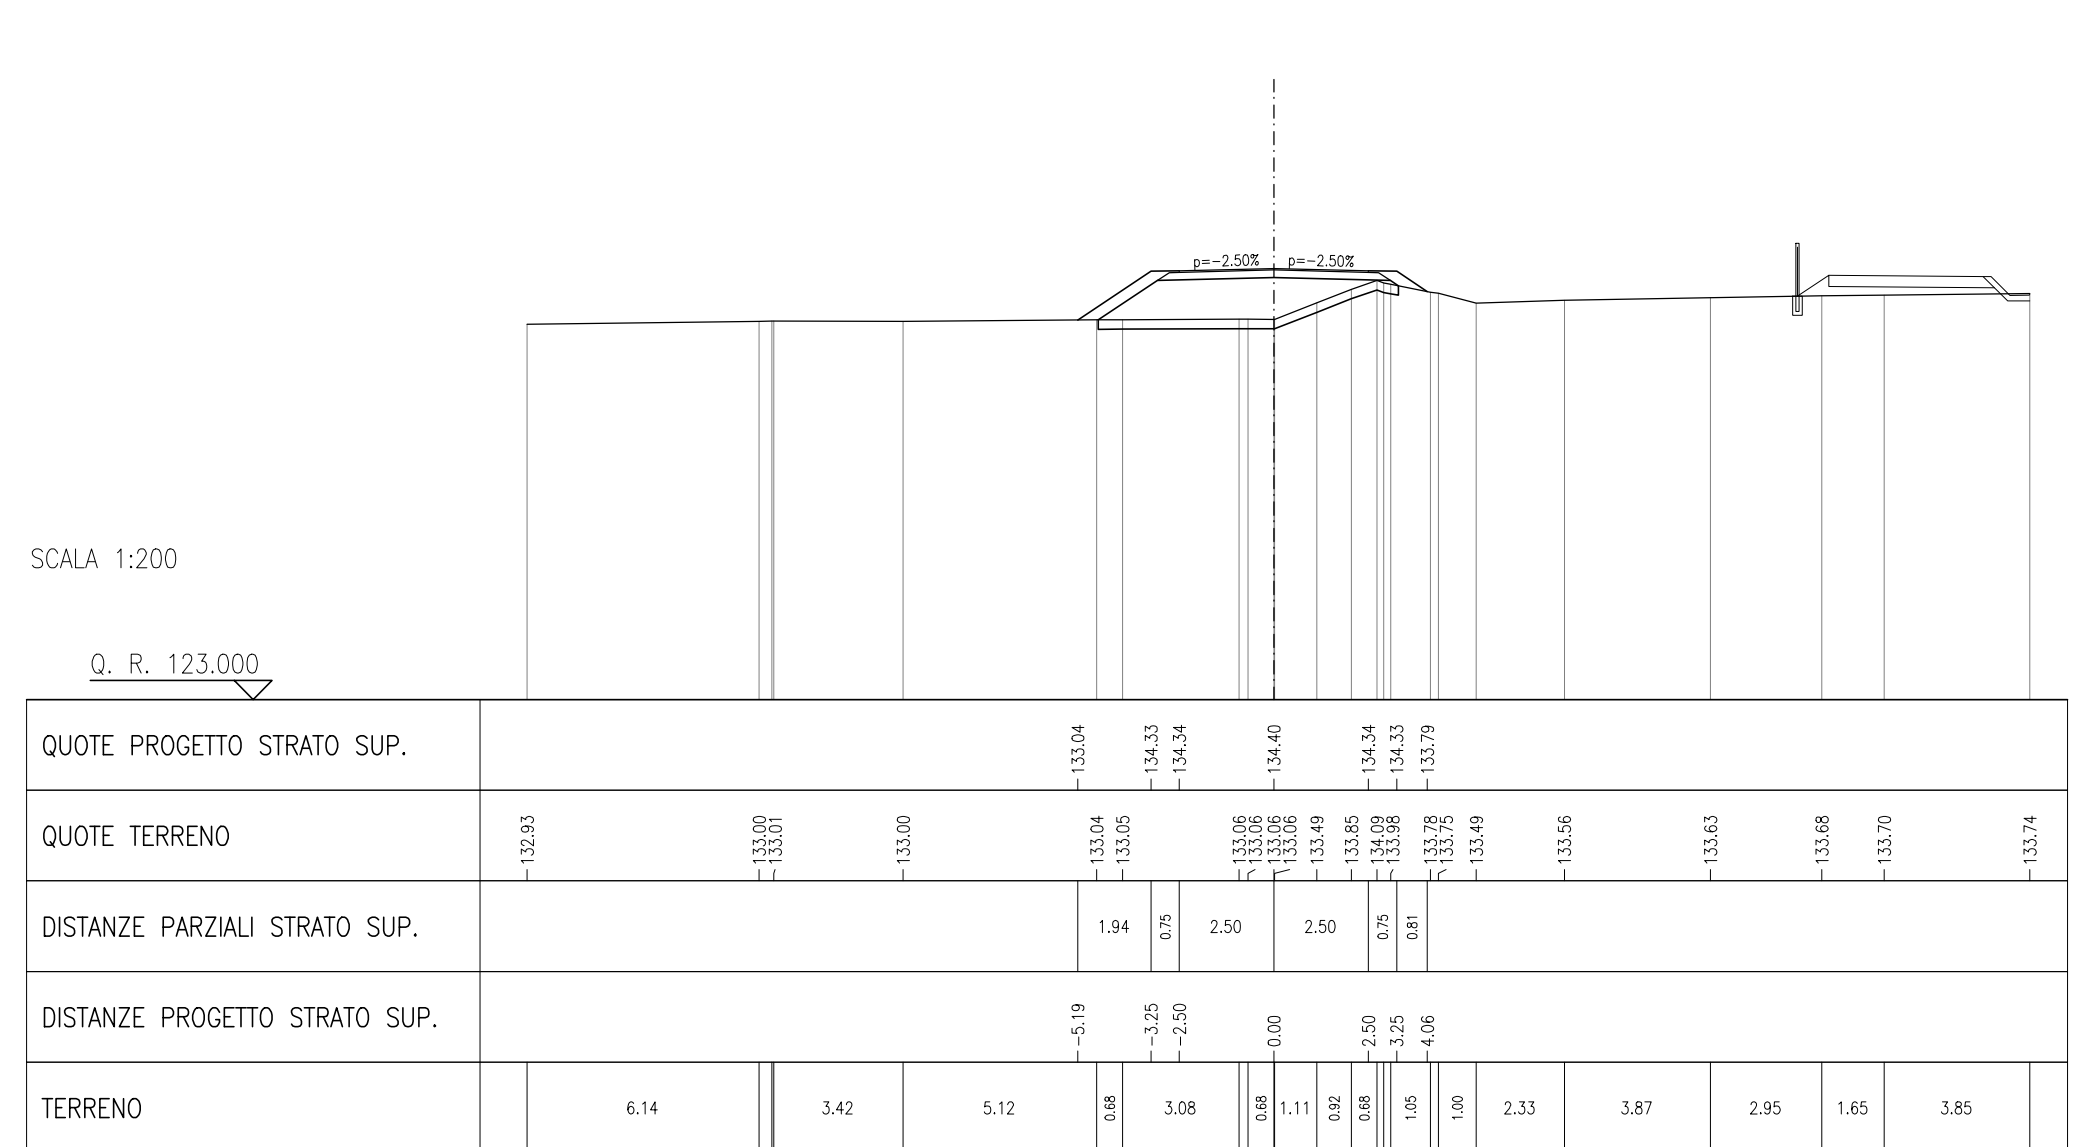 p=-2.50% p=-2.50%
SCALA 1:200
Q. R. 123.000
QUOTE PROGETTO STRATO SUP. 133.04 134.33 134.34 134.40 134.34 134.33 133.79
QUOTE TERRENO 132.93 133.00 133.01 133.00 133.04 133.05 133.06 133.06 133.06 133.06 133.49 133.85 134.09 133.98 133.78 133.75 133.49 133.56 133.63 133.68 133.70 133.74
DISTANZE PARZIALI STRATO SUP. 1.94 0.75 2.50 2.50 0.75 0.81
DISTANZE PROGETTO STRATO SUP. -5.19 -3.25 -2.50 0.00 2.50 3.25 4.06
TERRENO 6.14 3.42 5.12 0.68 3.08 0.68 1.11 0.92 0.68 1.05 1.00 2.33 3.87 2.95 1.65 3.85